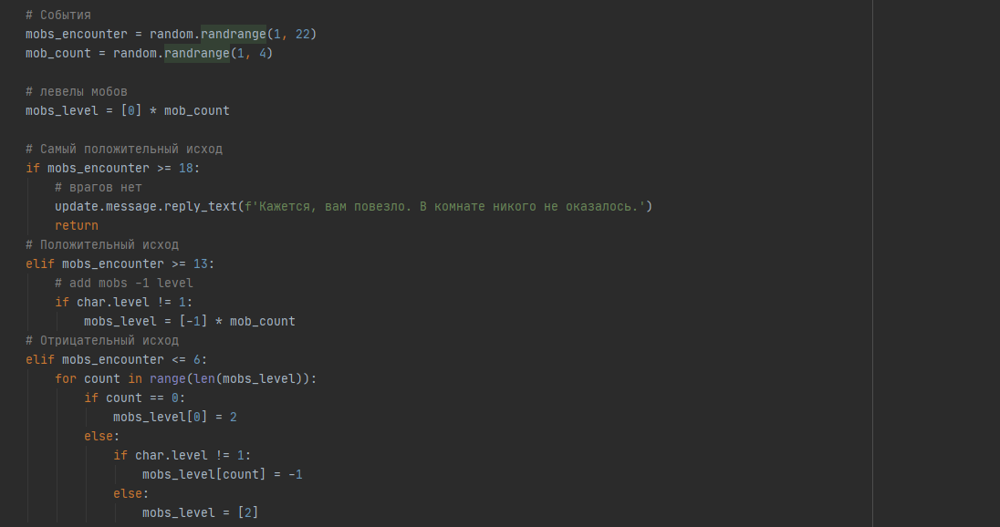 # События
mobs_encounter = random.randrange(1, 22)
mob_count = random.randrange(1, 4)
# левелы мобов
mobs_level = [0] * mob_count
# Самый положительный исход
if mobs_encounter >= 18:
# врагов нет
update.message.reply_text(f'Кажется, вам повезло. В комнате никого не оказалось.')
return
# Положительный исход
elif mobs_encounter >= 13:
# add mobs -1 level
if char.level != 1:
mobs_level = [-1] * mob_count
# Отрицательный исход
elif mobs_encounter <= 6:
for count in range(len(mobs_level)):
if count == 0:
mobs_level[0] = 2
else:
if char.level != 1:
mobs_level[count] = -1
else:
mobs_level = [2]